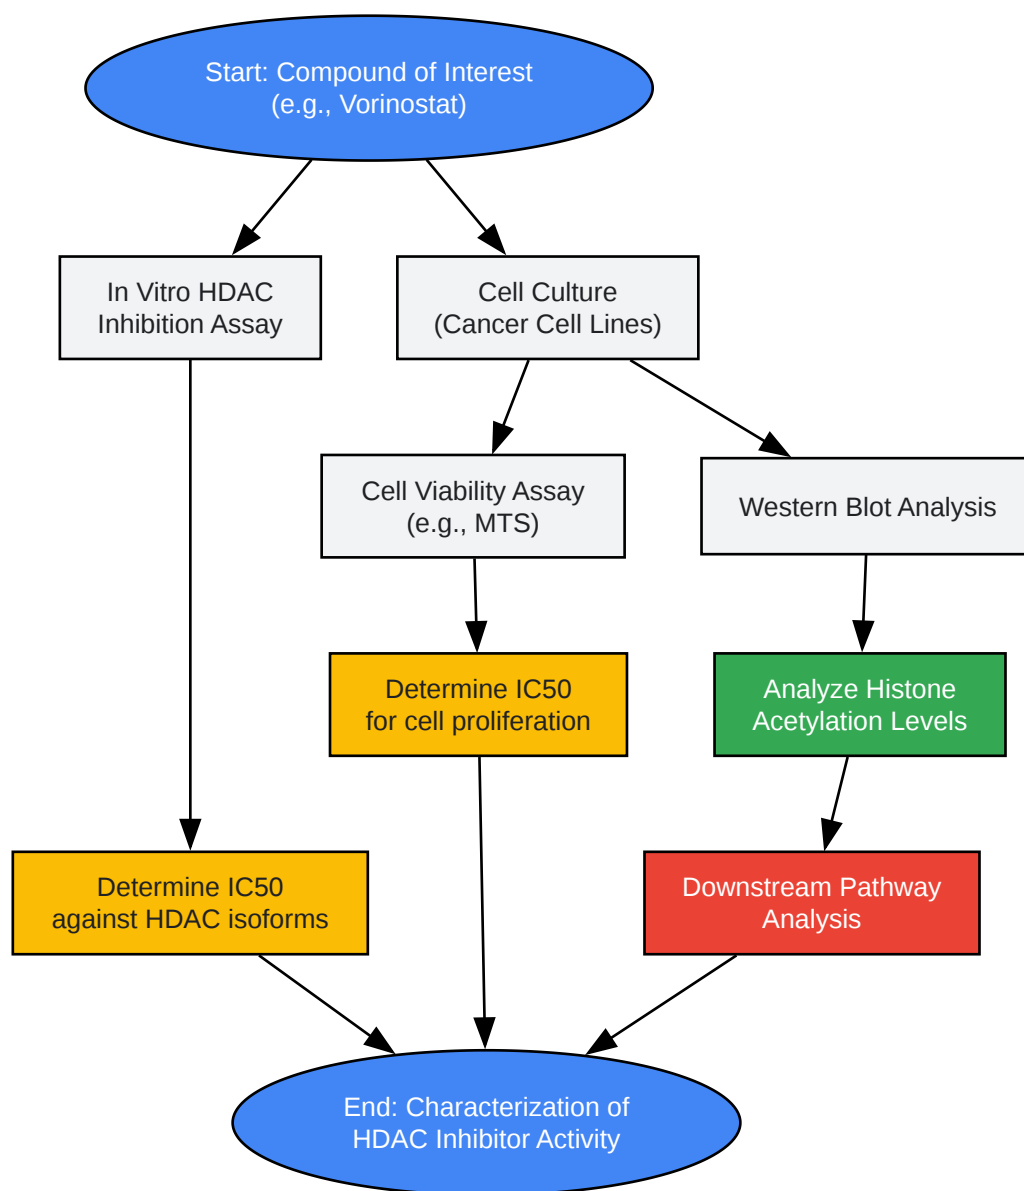 Start: Compound of Interest
(e.g., Vorinostat)
In Vitro HDAC
Inhibition Assay
Cell Culture
(Cancer Cell Lines)
Cell Viability Assay
(e.g., MTS)
Western Blot Analysis
Determine IC50
for cell proliferation
Analyze Histone
Acetylation Levels
Determine IC50
against HDAC isoforms
Downstream Pathway
Analysis
End: Characterization of
HDAC Inhibitor Activity